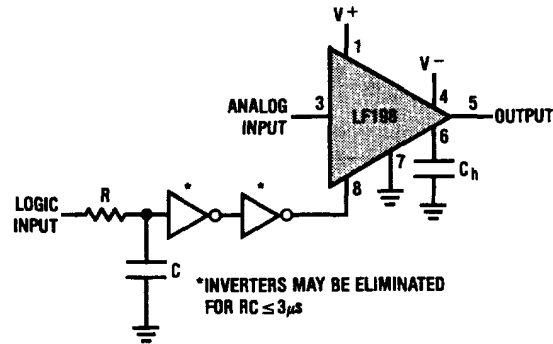 V+
1
V−
4
ANALOG
INPUT
3
LF198
5
OUTPUT
6
7
Ch
8
R
*
*
LOGIC
INPUT
C
*INVERTERS MAY BE ELIMINATED
FOR RC ≤ 3μs